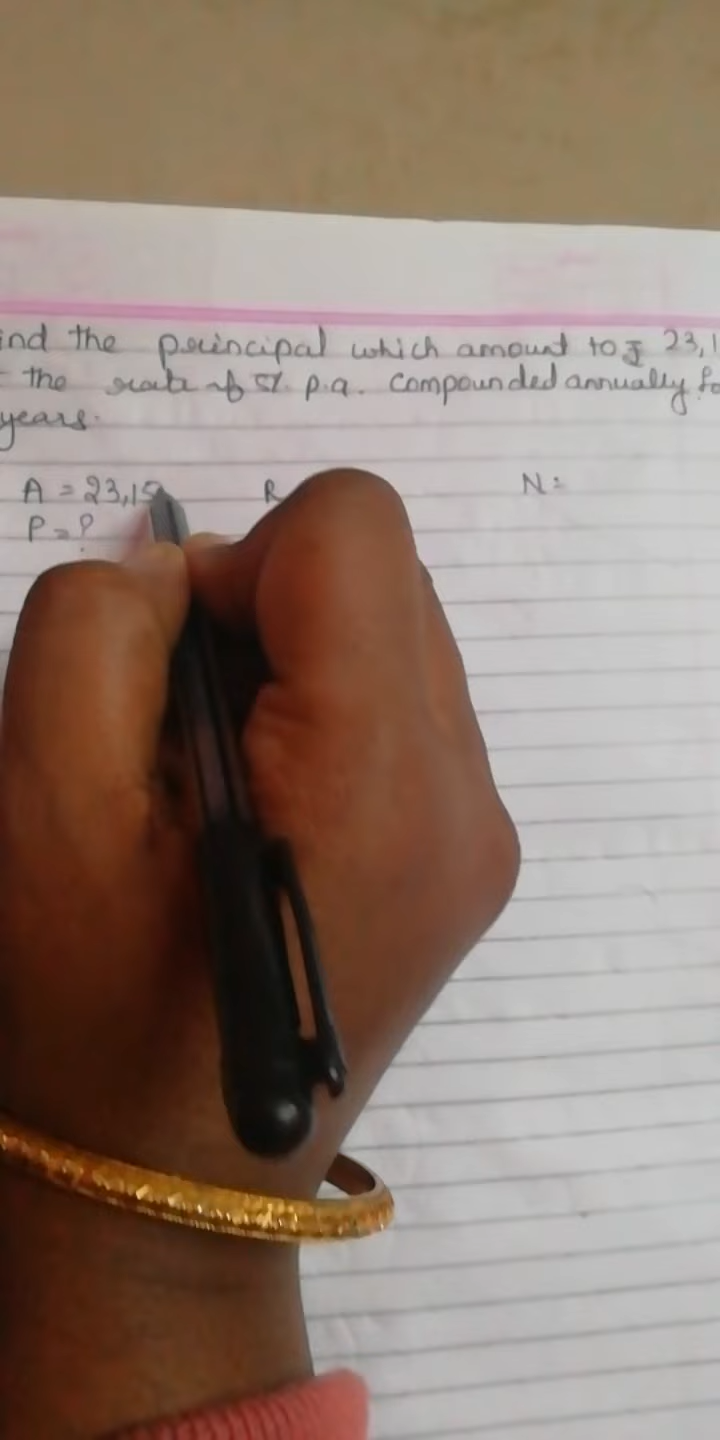 ind the principal which amount to ₹ 23,1
the rate of 5% p.a. compounded annually fo
years.
A = 23,15 R N=
P = ?